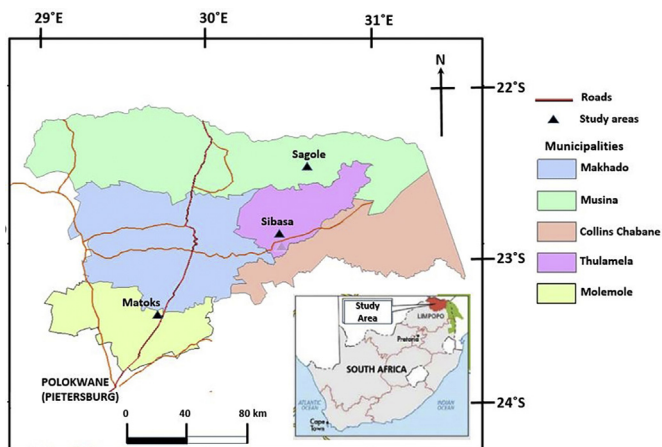 29°E
30°E
31°E
N
22°S
Roads
Study areas
Municipalities
Sagole
Makhado
Musina
Sibasa
Collins Chabane
23°S
Thulamela
Molemole
Matoks
Study
Area
LIMPOPO
Pretoria
SOUTH AFRICA
POLOKWANE
(PIETERSBURG)
ATLANTIC
OCEAN
INDIAN
OCEAN
24°S
Cape
Town
0
40
80 km